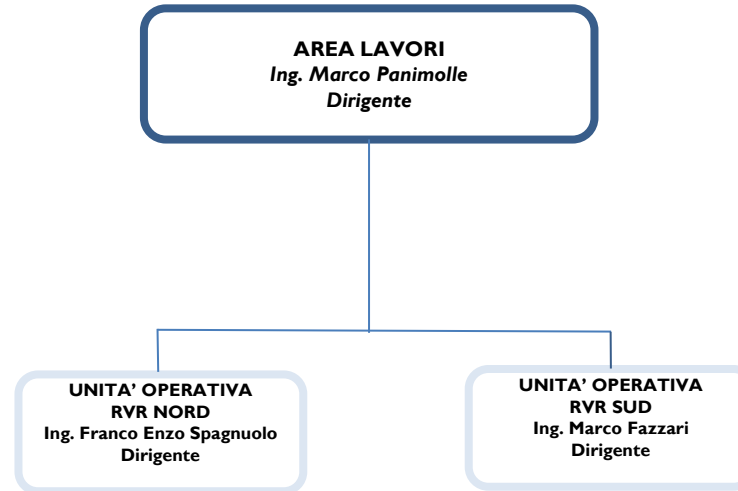 AREA LAVORI
Ing. Marco Panimolle
Dirigente
UNITA’ OPERATIVA
RVR NORD
Ing. Franco Enzo Spagnuolo
Dirigente
UNITA’ OPERATIVA
RVR SUD
Ing. Marco Fazzari
Dirigente